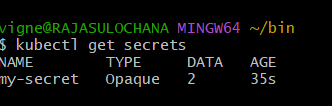 vigne@RAJASULOCHANA MINGW64 ~/bin
$ kubectl get secrets
NAME TYPE DATA AGE
my-secret Opaque 2 35s